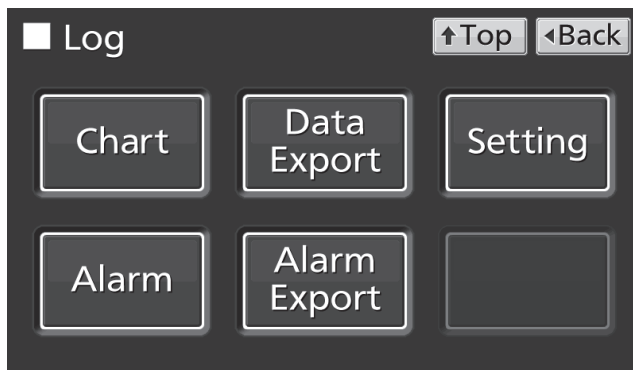 Log
Top
Back
Chart
Data
Export
Setting
Alarm
Alarm
Export